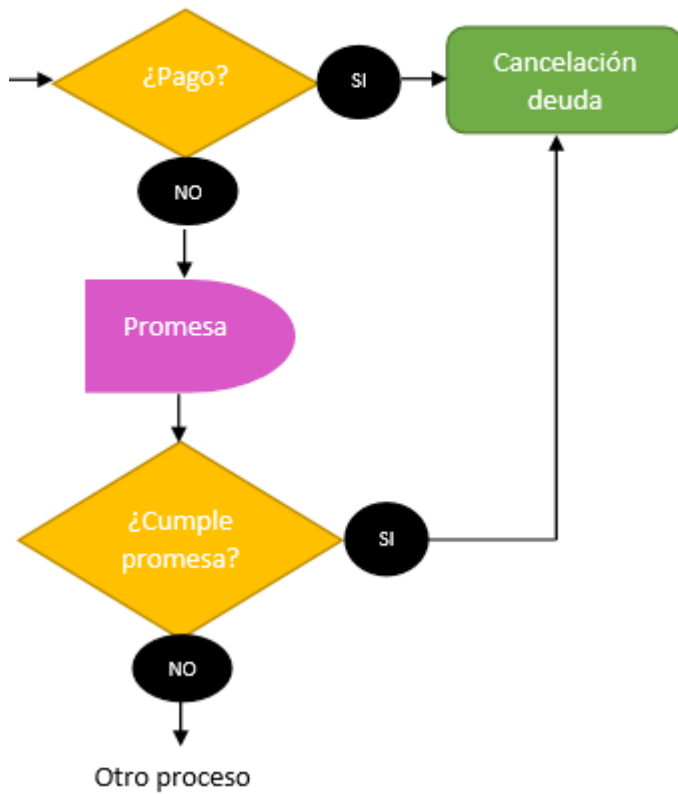 ¿Pago?
SI
Cancelación
deuda
NO
Promesa
¿Cumple
promesa?
SI
NO
Otro proceso